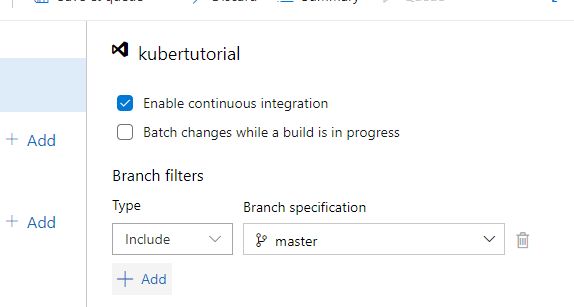 kubertutorial
Enable continuous integration
Batch changes while a build is in progress
+ Add
Branch filters
Type
Branch specification
+ Add
Include
master
+ Add